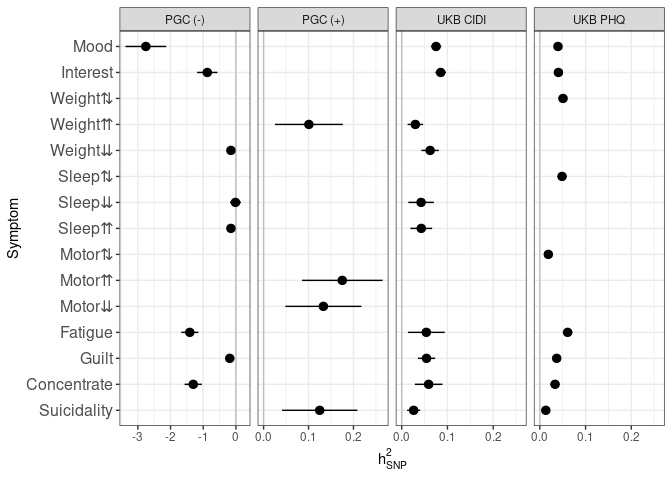 PGC (-) PGC (+) UKB CIDI UKB PHQ
Symptom
Mood
Interest
Weight⇅
Weight⇈
Weight⇊
Sleep⇅
Sleep⇊
Sleep⇈
Motor⇅
Motor⇈
Motor⇊
Fatigue
Guilt
Concentrate
Suicidality
-3 -2 -1 0 0.0 0.1 0.2 0.0 0.1 0.2 0.0 0.1 0.2
h²SNP